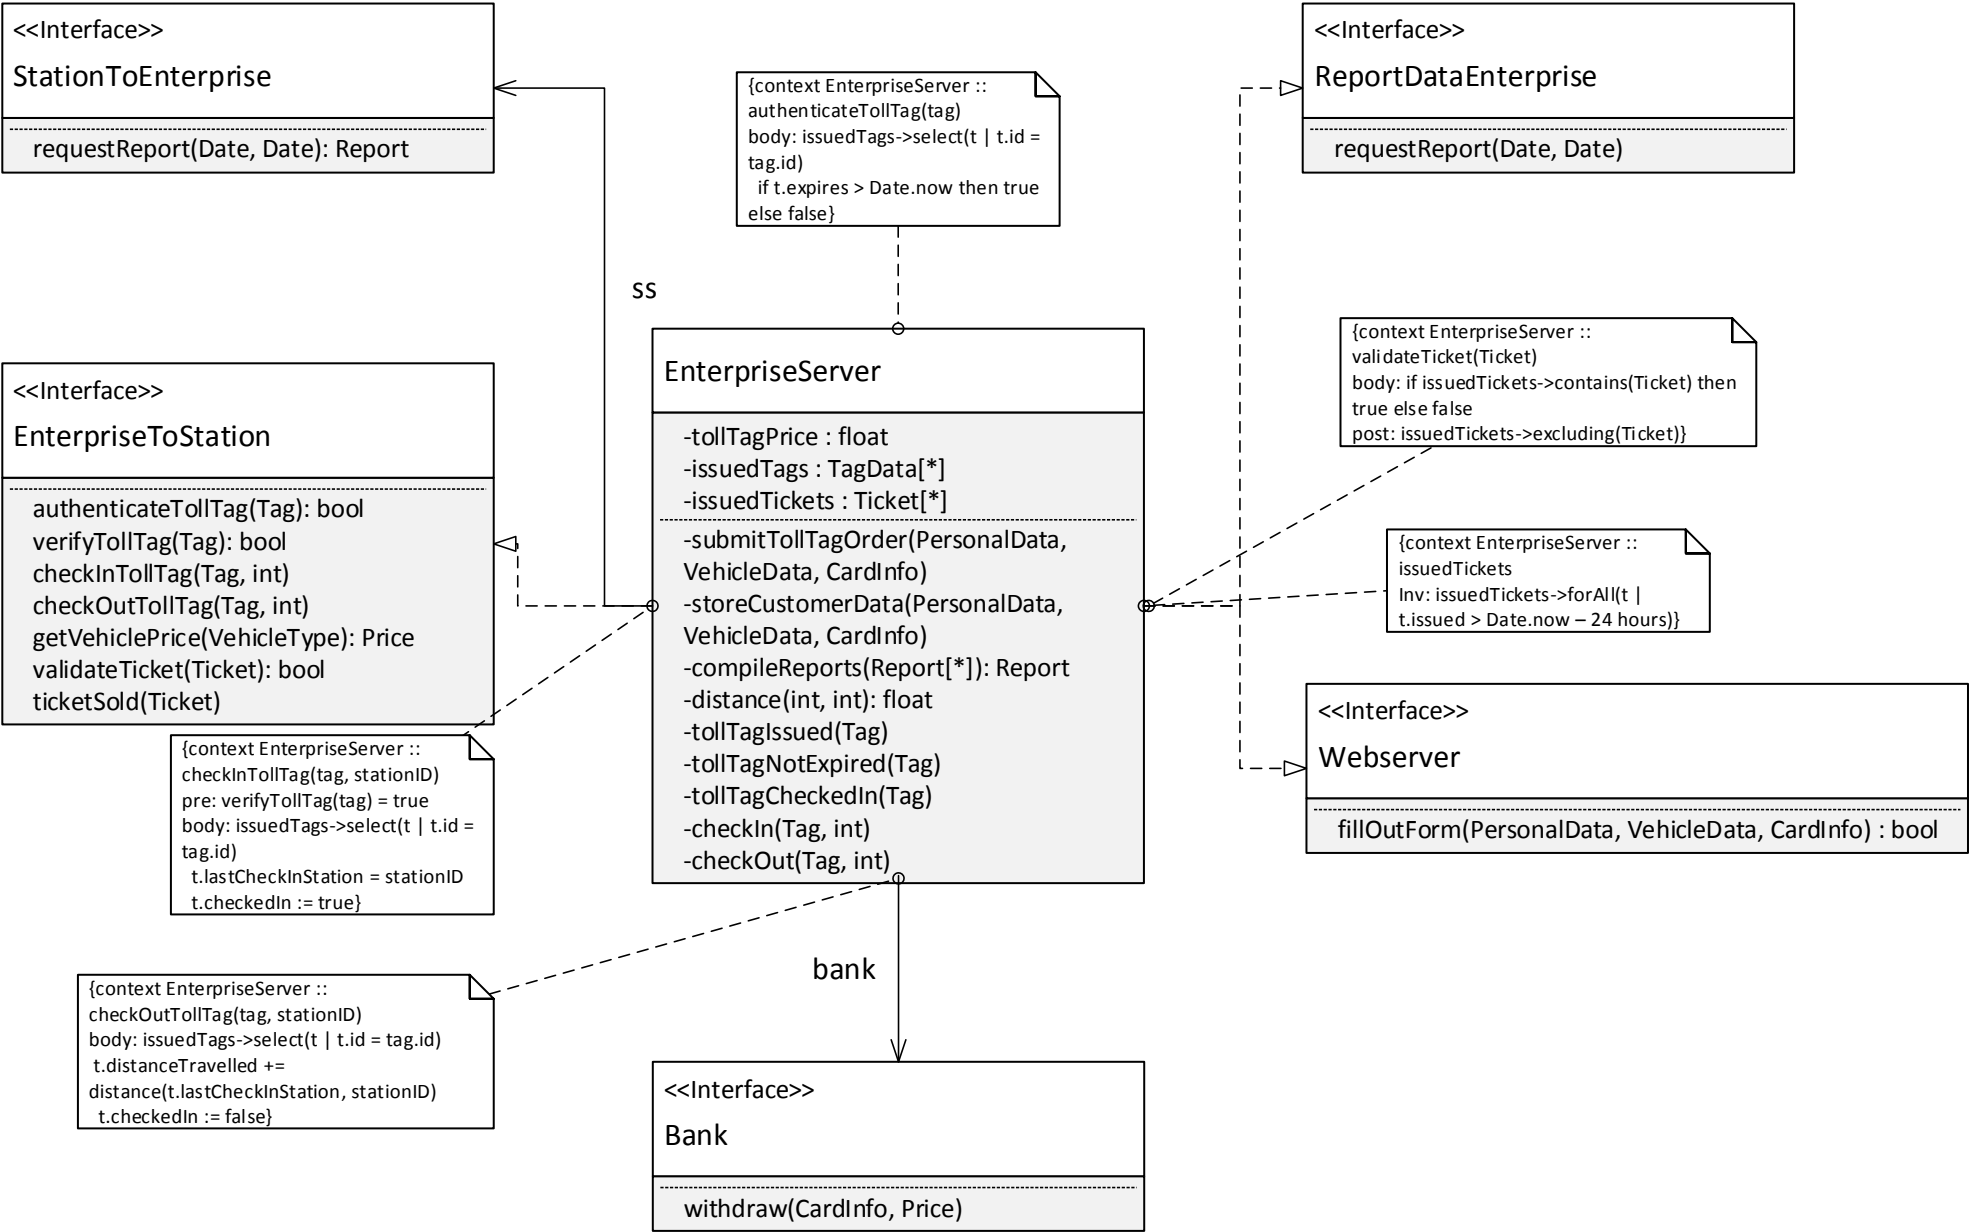 <<Interface>>
StationToEnterprise
requestReport(Date, Date): Report
{context EnterpriseServer ::
authenticateTollTag(tag)
body: issuedTags->select(t | t.id =
tag.id)
if t.expires > Date.now then true
else false}
<<Interface>>
ReportDataEnterprise
requestReport(Date, Date)
ss
<<Interface>>
EnterpriseToStation
authenticateTollTag(Tag): bool
verifyTollTag(Tag): bool
checkInTollTag(Tag, int)
checkOutTollTag(Tag, int)
getVehiclePrice(VehicleType): Price
validateTicket(Ticket): bool
ticketSold(Ticket)
EnterpriseServer
-tollTagPrice : float
-issuedTags : TagData[*]
-issuedTickets : Ticket[*]
-submitTollTagOrder(PersonalData,
VehicleData, CardInfo)
-storeCustomerData(PersonalData,
VehicleData, CardInfo)
-compileReports(Report[*]): Report
-distance(int, int): float
-tollTagIssued(Tag)
-tollTagNotExpired(Tag)
-tollTagCheckedIn(Tag)
-checkIn(Tag, int)
-checkOut(Tag, int)
{context EnterpriseServer ::
validateTicket(Ticket)
body: if issuedTickets->contains(Ticket) then
true else false
post: issuedTickets->excluding(Ticket)}
{context EnterpriseServer ::
issuedTickets
Inv: issuedTickets->forAll(t |
t.issued > Date.now – 24 hours)}
<<Interface>>
Webserver
fillOutForm(PersonalData, VehicleData, CardInfo) : bool
{context EnterpriseServer ::
checkInTollTag(tag, stationID)
pre: verifyTollTag(tag) = true
body: issuedTags->select(t | t.id =
tag.id)
t.lastCheckInStation = stationID
t.checkedIn := true}
{context EnterpriseServer ::
checkOutTollTag(tag, stationID)
body: issuedTags->select(t | t.id = tag.id)
t.distanceTravelled +=
distance(t.lastCheckInStation, stationID)
t.checkedIn := false}
bank
<<Interface>>
Bank
withdraw(CardInfo, Price)